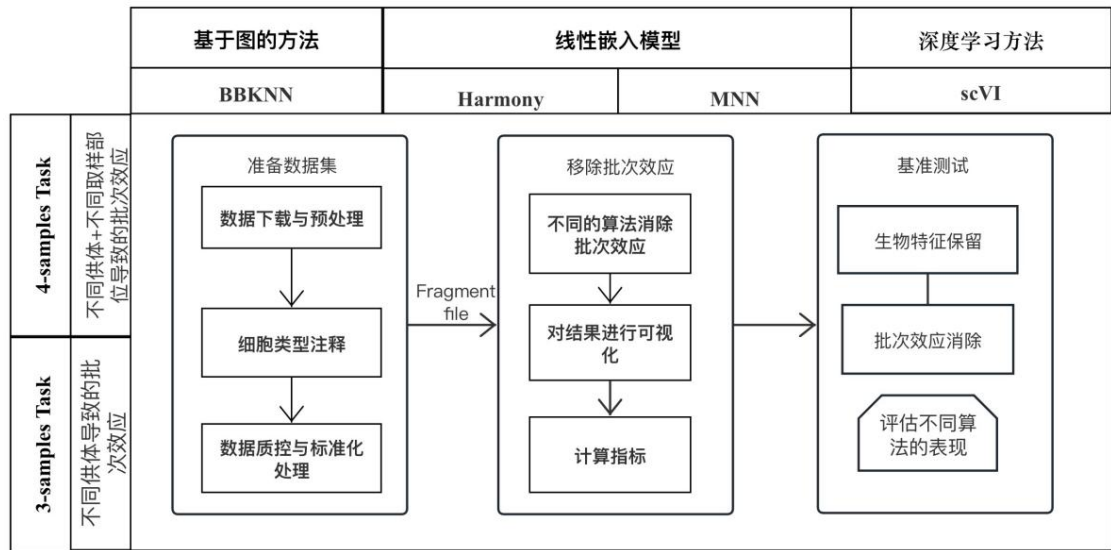 基于图的方法
线性嵌入模型
深度学习方法
BBKNN
Harmony
MNN
scVI
4-samples Task
不同供体+不同取样部
位导致的批次效应
3-samples Task
不同供体导致的批
次效应
准备数据集
数据下载与预处理
细胞类型注释
数据质控与标准化
处理
Fragment
file
移除批次效应
不同的算法消除
批次效应
对结果进行可视
化
计算指标
基准测试
生物特征保留
批次效应消除
评估不同算
法的表现